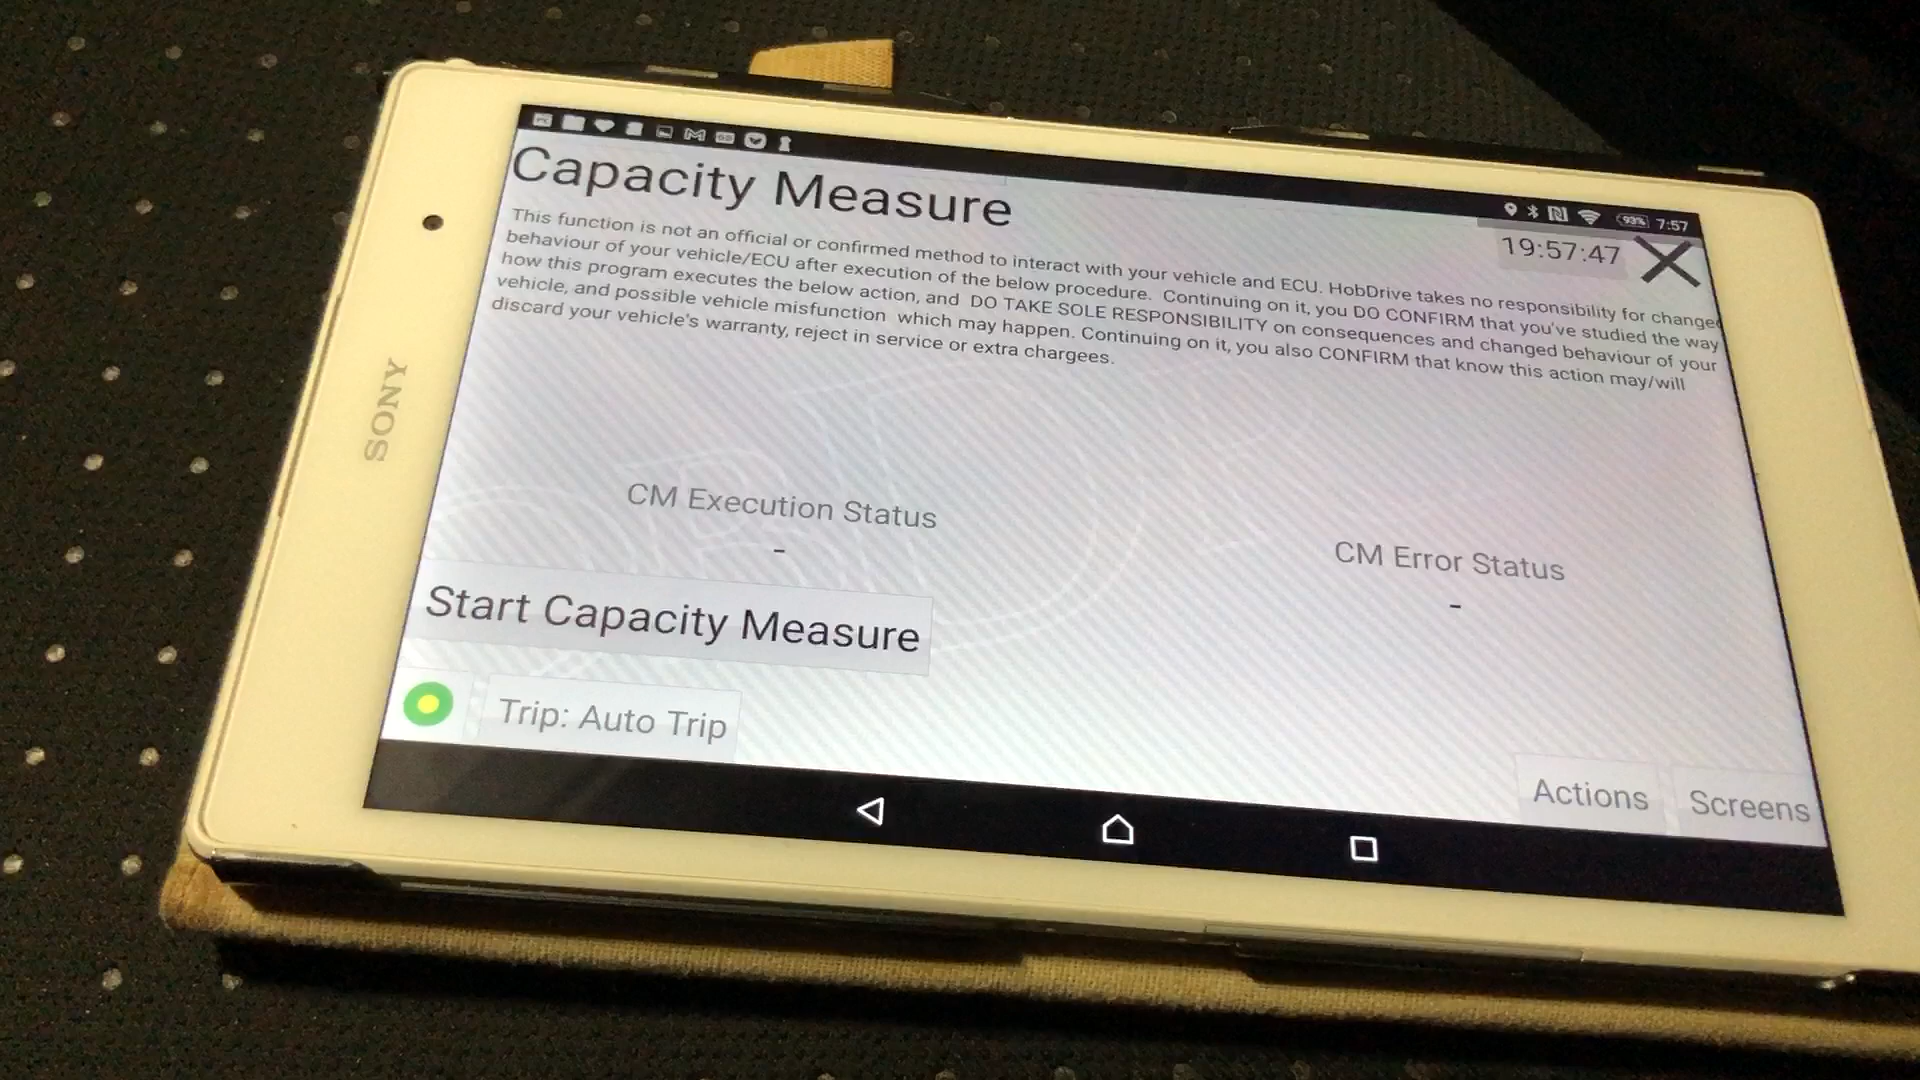 93% 7:57
Capacity Measure
19:57:47
This function is not an official or confirmed method to interact with your vehicle and ECU. HobDrive takes no responsibility for changed
behaviour of your vehicle/ECU after execution of the below procedure. Continuing on it, you DO CONFIRM that you've studied the way
how this program executes the below action, and DO TAKE SOLE RESPONSIBILITY on consequences and changed behaviour of your
vehicle, and possible vehicle misfunction which may happen. Continuing on it, you also CONFIRM that know this action may/will
discard your vehicle's warranty, reject in service or extra chargees.
SONY
CM Execution Status
-
CM Error Status
-
Start Capacity Measure
Trip: Auto Trip
Actions
Screens